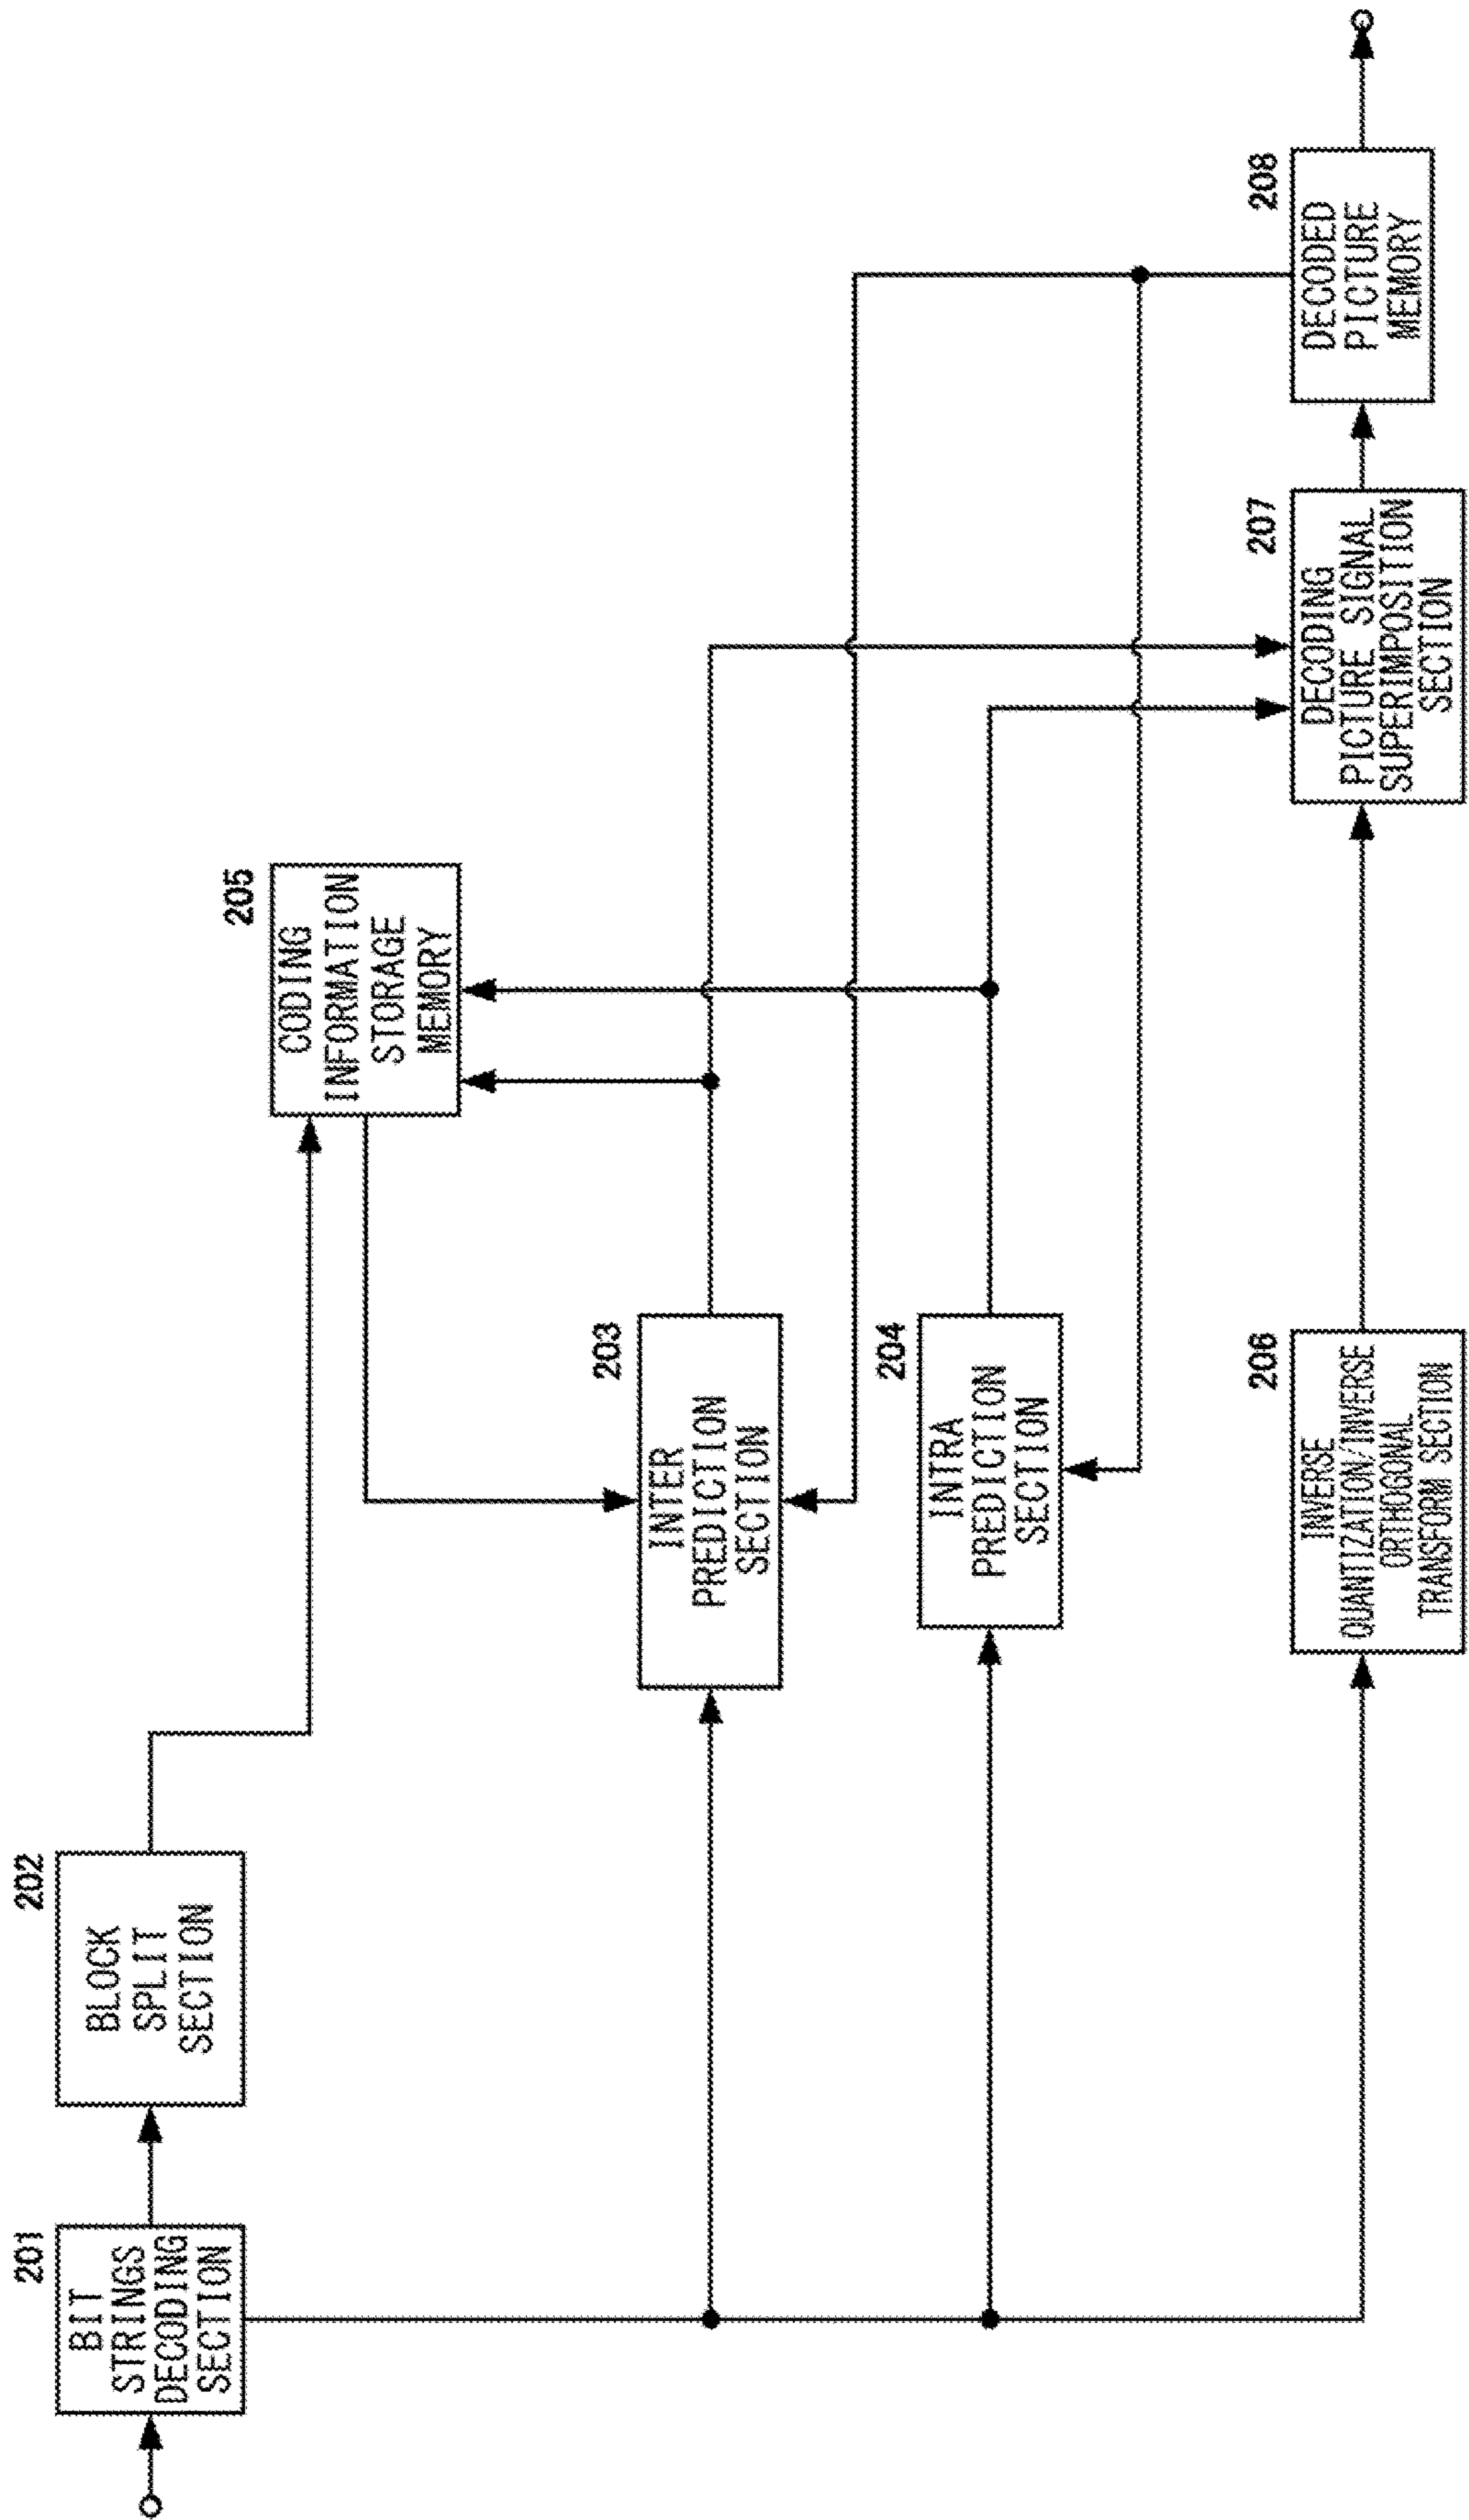 201
BIT
STRINGS
DECODING
SECTION
202
BLOCK
SPLIT
SECTION
205
CODING
INFORMATION
STORAGE
MEMORY
203
INTER
PREDICTION
SECTION
204
INTRA
PREDICTION
SECTION
206
INVERSE
QUANTIZATION/INVERSE
ORTHOGONAL
TRANSFORM SECTION
207
DECODING
PICTURE SIGNAL
SUPERIMPOSITION
SECTION
208
DECODED
PICTURE
MEMORY